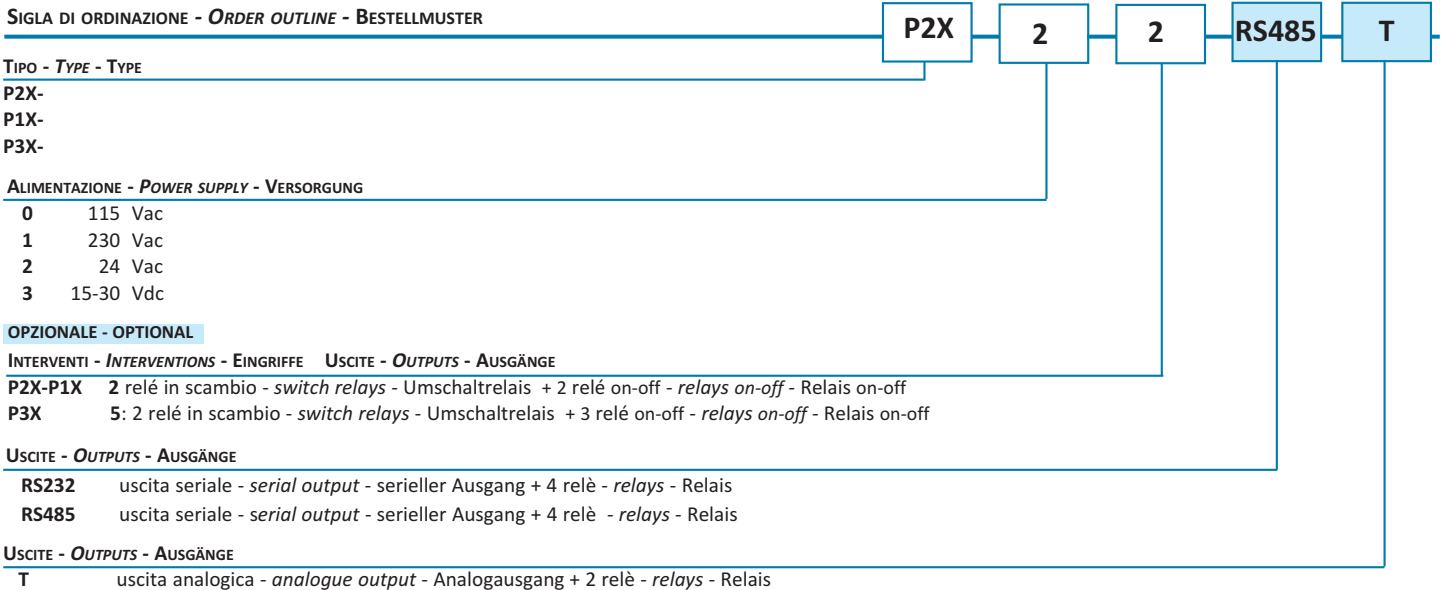 SIGLA DI ORDINAZIONE - ORDER OUTLINE - BESTELLMUSTER
P2X 2 2 RS485 T
TIPO - TYPE - TYPE
P2X-
P1X-
P3X-
ALIMENTAZIONE - POWER SUPPLY - VERSORGUNG
0 115 Vac
1 230 Vac
2 24 Vac
3 15-30 Vdc
OPZIONALE - OPTIONAL
INTERVENTI - INTERVENTIONS - EINGRIFFE USCITE - OUTPUTS - AUSGÄNGE
P2X-P1X 2 relé in scambio - switch relays - Umschaltrelais + 2 relé on-off - relays on-off - Relais on-off
P3X 5: 2 relé in scambio - switch relays - Umschaltrelais + 3 relé on-off - relays on-off - Relais on-off
USCITE - OUTPUTS - AUSGÄNGE
RS232 uscita seriale - serial output - serieller Ausgang + 4 relè - relays - Relais
RS485 uscita seriale - serial output - serieller Ausgang + 4 relè - relays - Relais
USCITE - OUTPUTS - AUSGÄNGE
T uscita analogica - analogue output - Analogausgang + 2 relè - relays - Relais